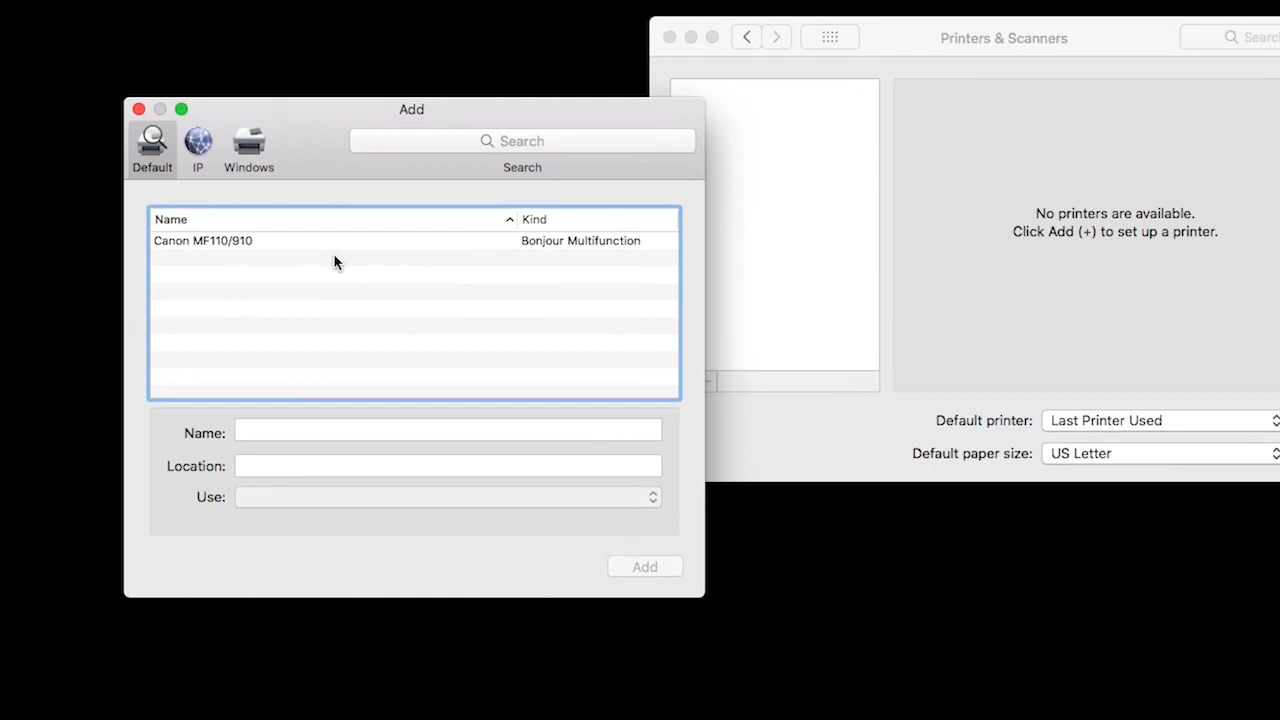 Printers & Scanners
Search
Add
Search
Default
IP
Windows
Search
Name
Kind
Canon MF110/910
Bonjour Multifunction
No printers are available.
Click Add (+) to set up a printer.
Default printer:
Last Printer Used
Default paper size:
US Letter
Name:
Location:
Use:
Add